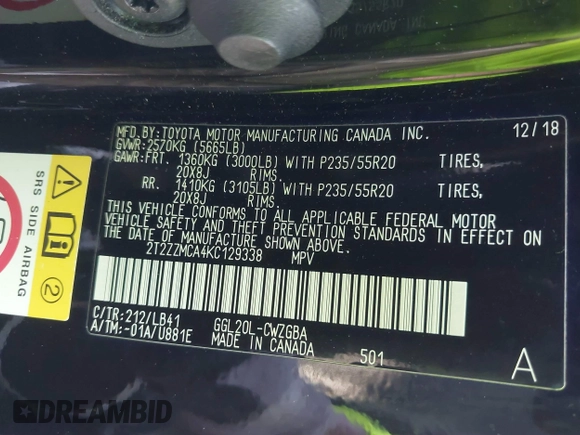 MFD.BY:TOYOTA MOTOR MANUFACTURING CANADA INC. 12/18
GVWR:2570KG (5665LB)
GAWR:FRT. 1360KG (3000LB) WITH P235/55R20 TIRES,
20X8J RIMS,
RR. 1410KG (3105LB) WITH P235/55R20 TIRES,
20X8J RIMS.
THIS VEHICLE CONFORMS TO ALL APPLICABLE FEDERAL MOTOR
VEHICLE SAFETY AND THEFT PREVENTION STANDARDS IN EFFECT ON
THE DATE OF MANUFACTURE SHOWN ABOVE.
2T2ZZMCA4KC129338 MPV
C/TR:212/LB41 GGL20L-CWZGBA
A/TM:-01A/U881E MADE IN CANADA 501 A
SRS SIDE AIRBAG
2
DREAMBID